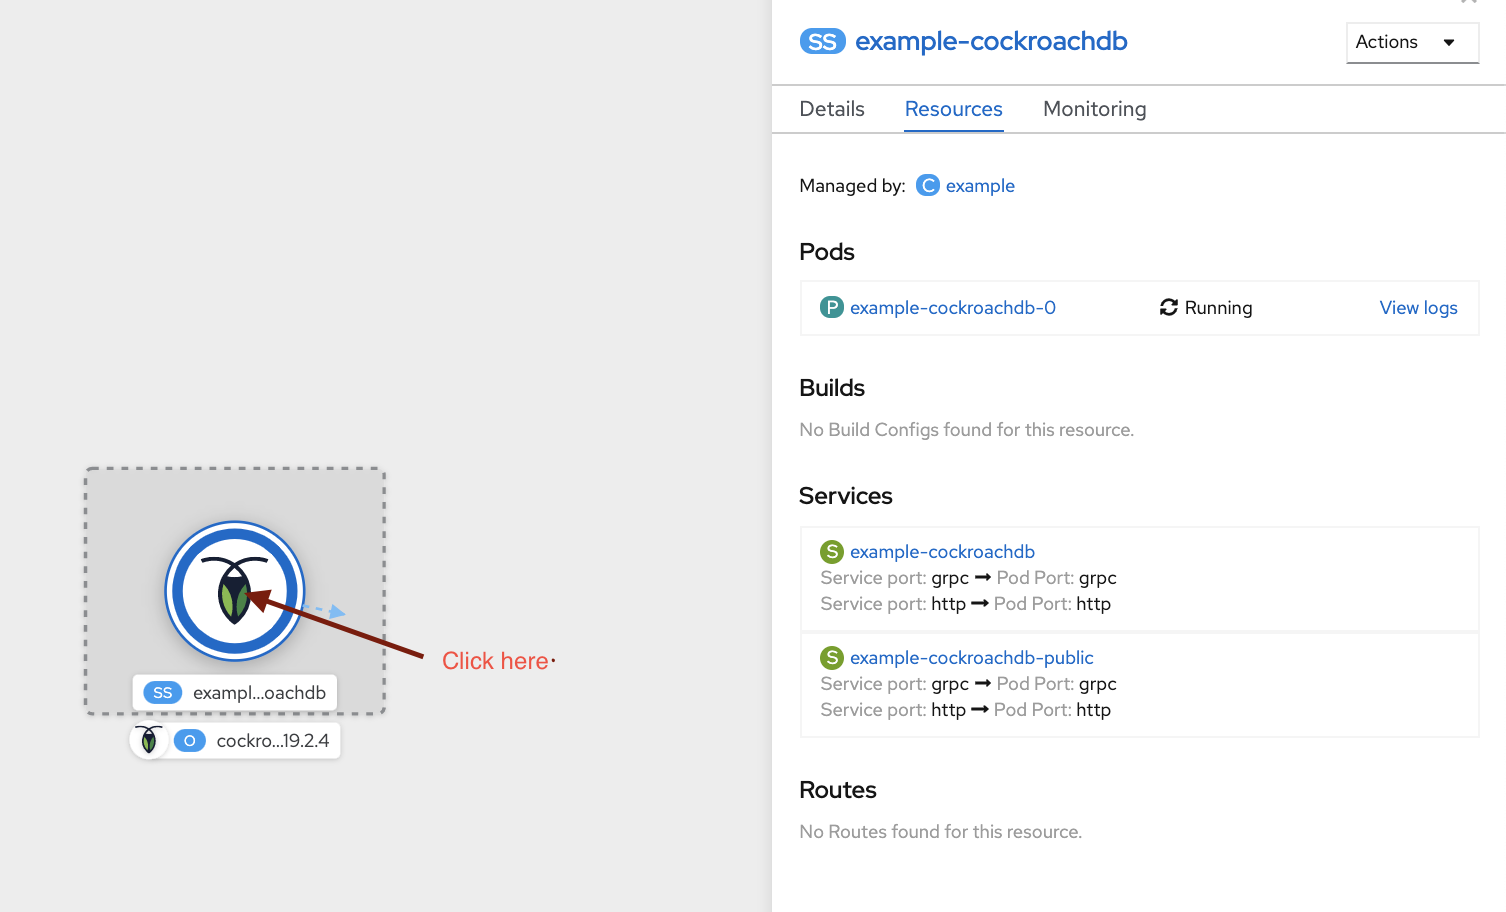 SS example-cockroachdb
Actions
Details Resources Monitoring
Managed by: C example
Pods
P example-cockroachdb-0 Running View logs
Builds
No Build Configs found for this resource.
Services
S example-cockroachdb
Service port: grpc → Pod Port: grpc
Service port: http → Pod Port: http
S example-cockroachdb-public
Service port: grpc → Pod Port: grpc
Service port: http → Pod Port: http
Routes
No Routes found for this resource.
Click here
SS exampl...oachdb
O cockro...19.2.4